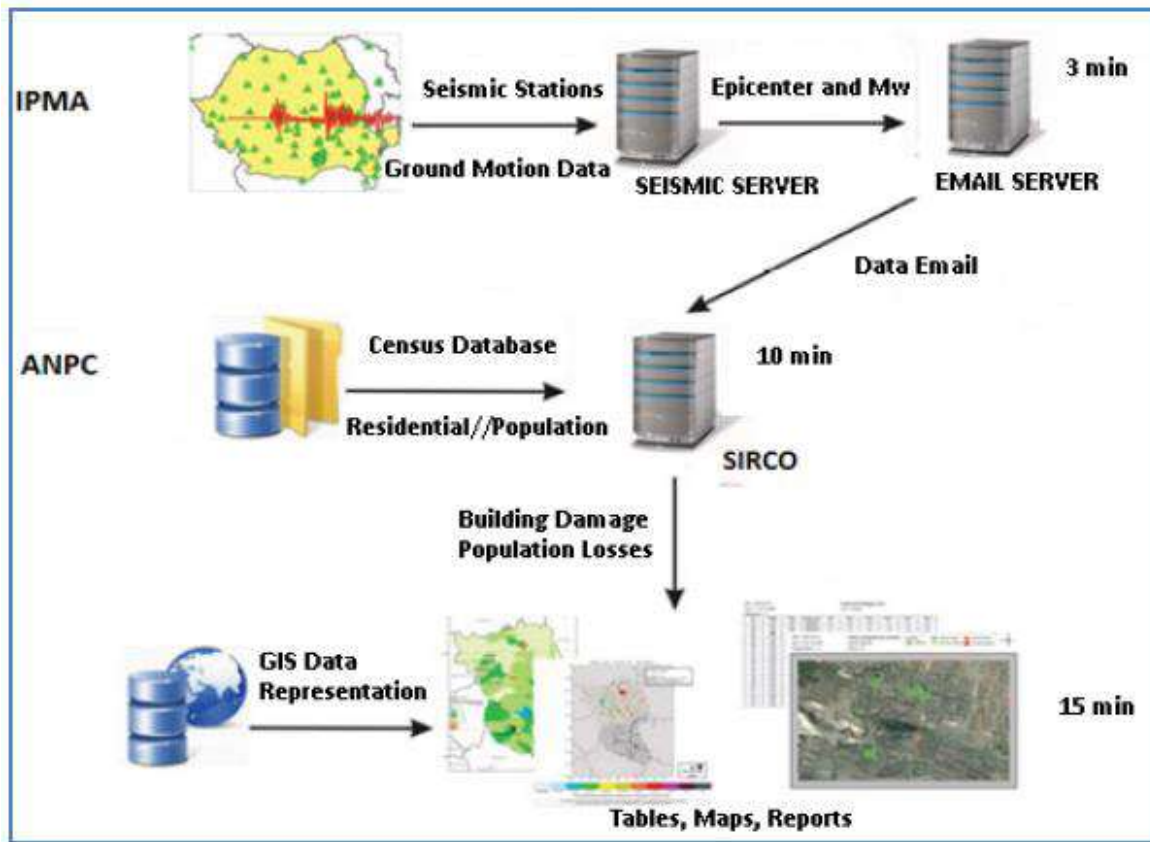 IPMA
Seismic Stations
Ground Motion Data
SEISMIC SERVER
Epicenter and Mw
EMAIL SERVER
3 min
Data Email
ANPC
Census Database
Residential//Population
SIRCO
10 min
Building Damage
Population Losses
GIS Data
Representation
15 min
Tables, Maps, Reports